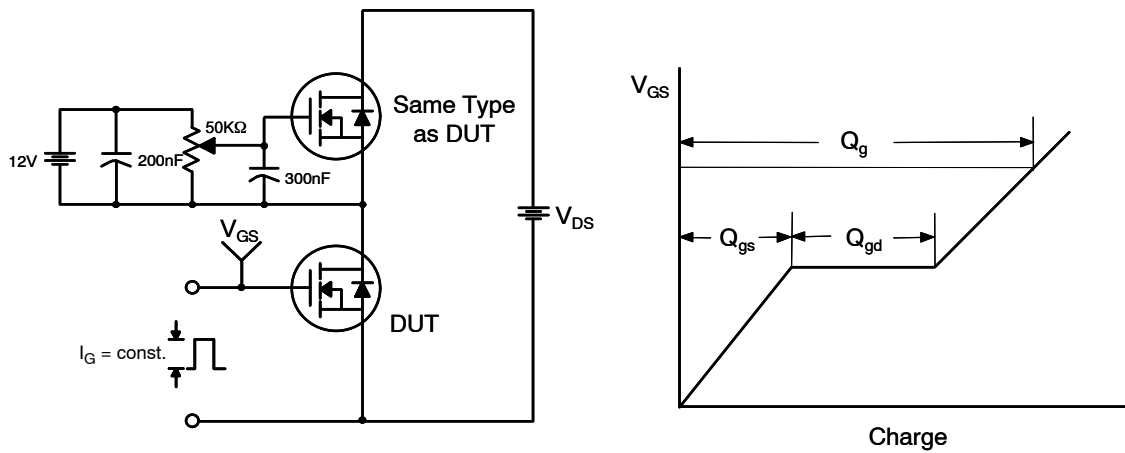 Same Type
as DUT
50KΩ
12V
200nF
300nF
V_GS
V_DS
DUT
I_G = const.
V_GS
Q_g
Q_gs
Q_gd
Charge